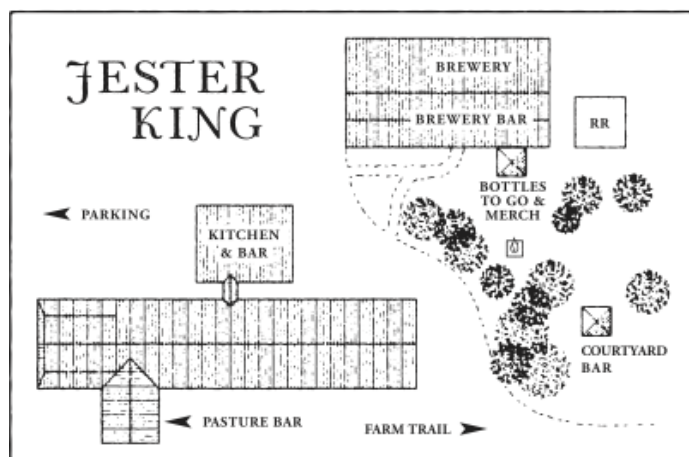 JESTER
KING
BREWERY
BREWERY BAR
RR
BOTTLES
TO GO &
MERCH
PARKING
KITCHEN
& BAR
COURTYARD
BAR
PASTURE BAR
FARM TRAIL